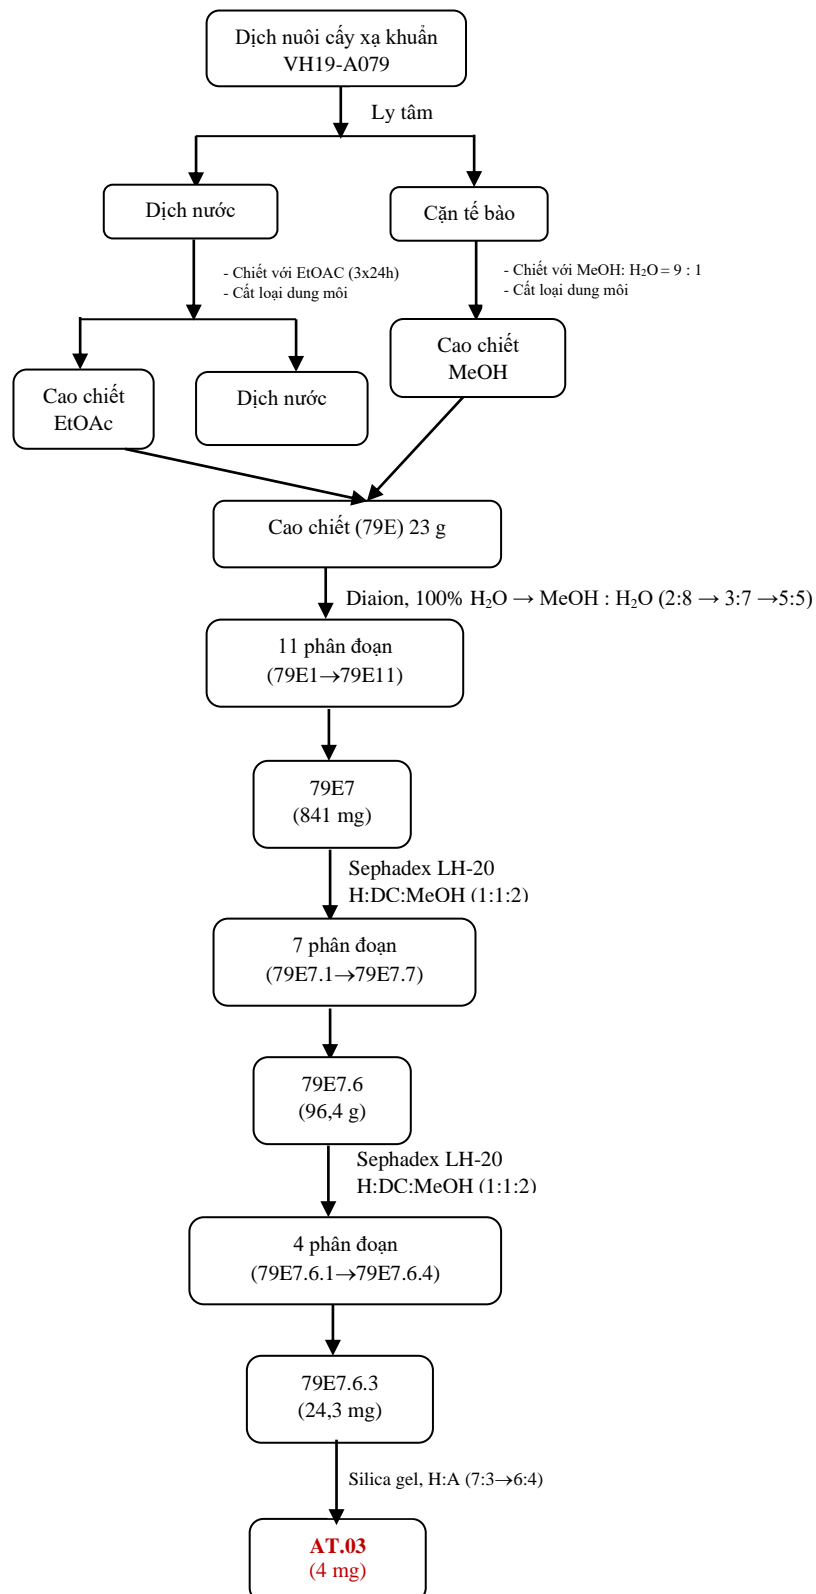 Dịch nuôi cấy xạ khuẩn
VH19-A079
Ly tâm
Dịch nước
Cặn tế bào
- Chiết với EtOAC (3x24h)
- Cất loại dung môi
- Chiết với MeOH: H₂O = 9 : 1
- Cất loại dung môi
Cao chiết
MeOH
Cao chiết
EtOAc
Dịch nước
Cao chiết (79E) 23 g
Diaion, 100% H₂O → MeOH : H₂O (2:8 → 3:7 →5:5)
11 phân đoạn
(79E1→79E11)
79E7
(841 mg)
Sephadex LH-20
H:DC:MeOH (1:1:2)
7 phân đoạn
(79E7.1→79E7.7)
79E7.6
(96,4 g)
Sephadex LH-20
H:DC:MeOH (1:1:2)
4 phân đoạn
(79E7.6.1→79E7.6.4)
79E7.6.3
(24,3 mg)
Silica gel, H:A (7:3→6:4)
AT.03
(4 mg)